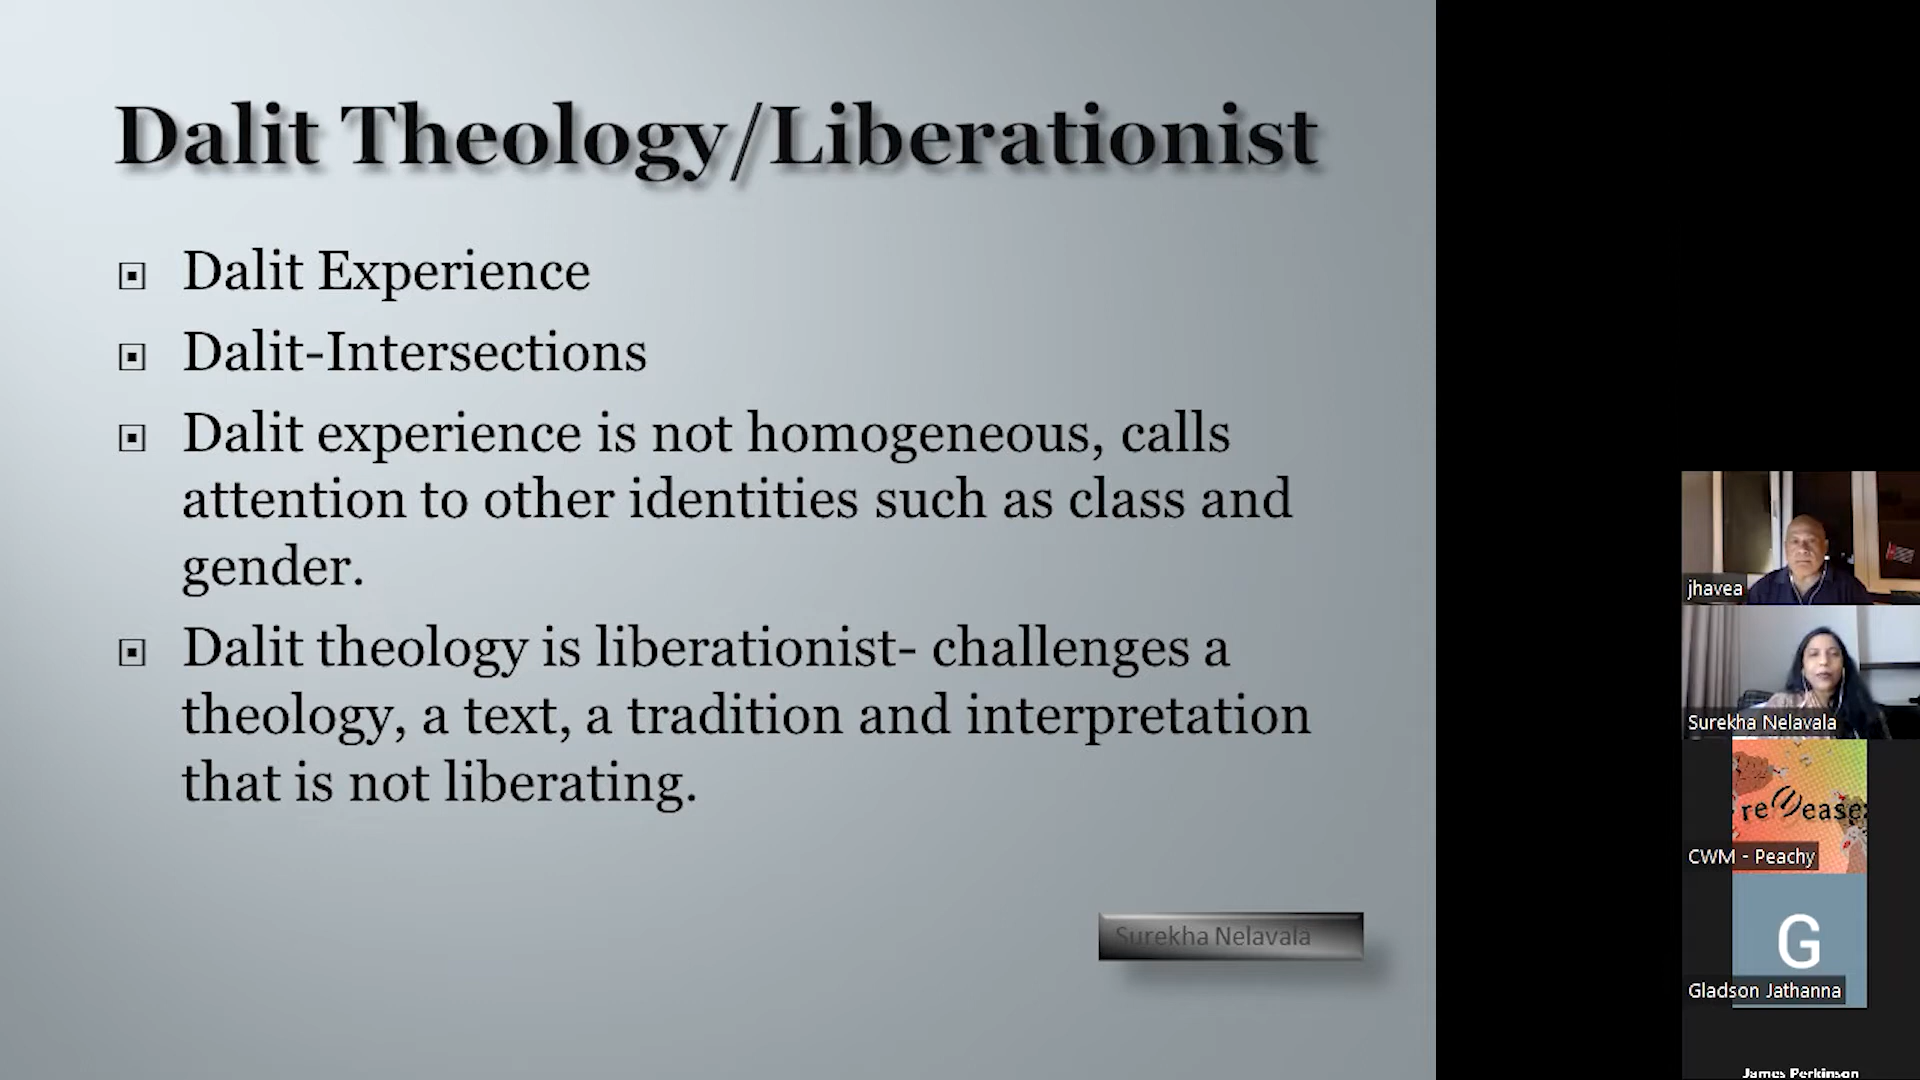 Dalit Theology/Liberationist
Dalit Experience
Dalit-Intersections
Dalit experience is not homogeneous, calls
attention to other identities such as class and
gender.
Dalit theology is liberationist- challenges a
theology, a text, a tradition and interpretation
that is not liberating.
Surekha Nelavala
jhavea
Surekha Nelavala
re(y)ease
CWM - Peachy
G
Gladson Jathanna
James Perkinson